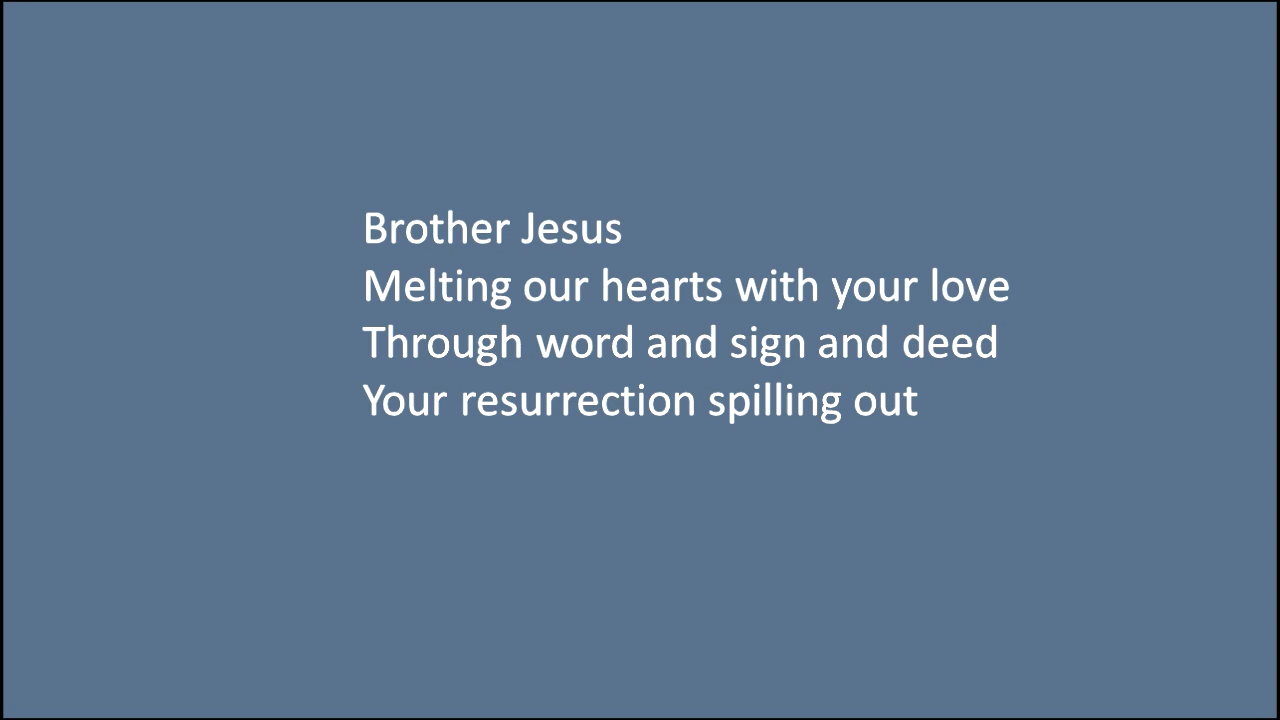 Brother Jesus
Melting our hearts with your love
Through word and sign and deed
Your resurrection spilling out